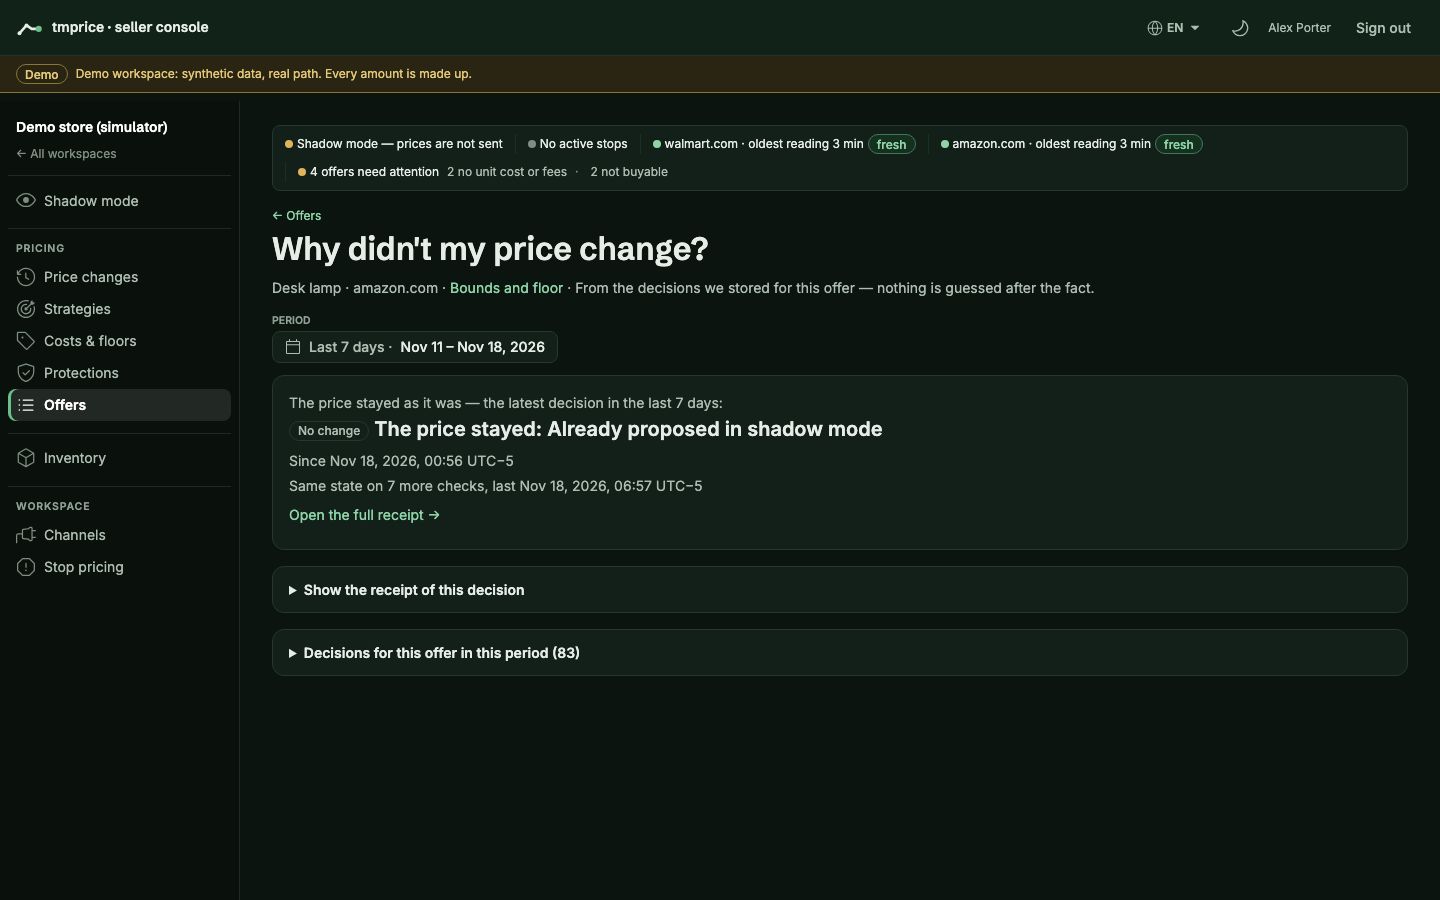 tmprice · seller console
EN
Alex Porter
Sign out
Demo
Demo workspace: synthetic data, real path. Every amount is made up.
Demo store (simulator)
← All workspaces
Shadow mode
PRICING
Price changes
Strategies
Costs & floors
Protections
Offers
Inventory
WORKSPACE
Channels
Stop pricing
Shadow mode — prices are not sent
No active stops
walmart.com · oldest reading 3 min fresh
amazon.com · oldest reading 3 min fresh
4 offers need attention 2 no unit cost or fees · 2 not buyable
← Offers
Why didn't my price change?
Desk lamp · amazon.com · Bounds and floor · From the decisions we stored for this offer — nothing is guessed after the fact.
PERIOD
Last 7 days · Nov 11 – Nov 18, 2026
The price stayed as it was — the latest decision in the last 7 days:
No change The price stayed: Already proposed in shadow mode
Since Nov 18, 2026, 00:56 UTC−5
Same state on 7 more checks, last Nov 18, 2026, 06:57 UTC−5
Open the full receipt →
▶ Show the receipt of this decision
▶ Decisions for this offer in this period (83)